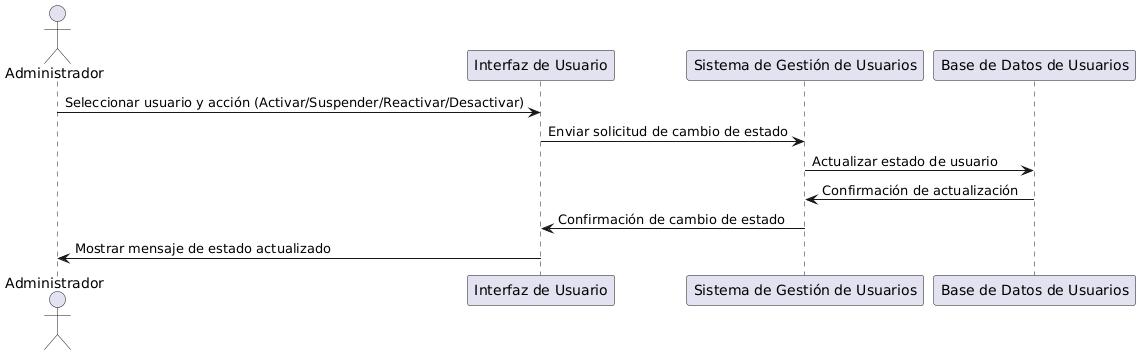 Administrador
Interfaz de Usuario
Sistema de Gestión de Usuarios
Base de Datos de Usuarios
Seleccionar usuario y acción (Activar/Suspender/Reactivar/Desactivar)
Enviar solicitud de cambio de estado
Actualizar estado de usuario
Confirmación de actualización
Confirmación de cambio de estado
Mostrar mensaje de estado actualizado
Administrador
Interfaz de Usuario
Sistema de Gestión de Usuarios
Base de Datos de Usuarios